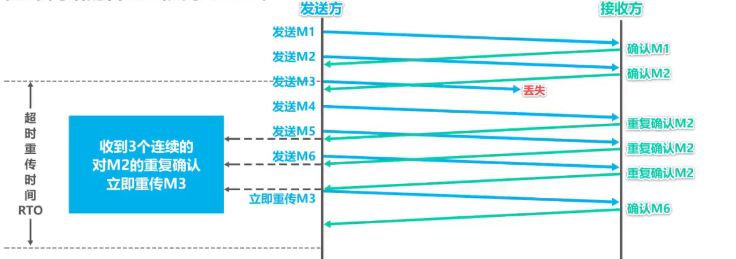 发送方
接收方
发送M1
确认M1
发送M2
确认M2
发送M3
丢失
发送M4
重复确认M2
发送M5
重复确认M2
发送M6
重复确认M2
立即重传M3
确认M6
收到3个连续的
对M2的重复确认
立即重传M3
超
时
重
传
时
间
RTO